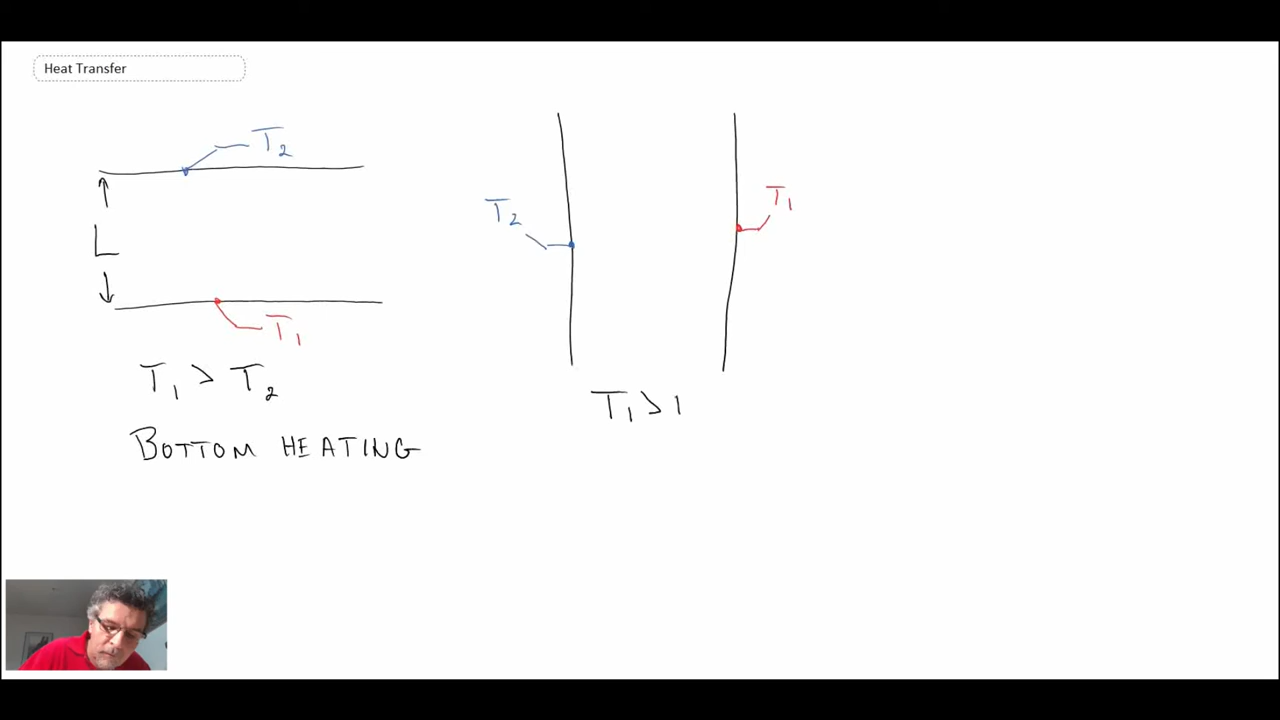 Heat Transfer
T2
L
T1
T1 > T2
BOTTOM HEATING
T2
T1
T1 > 1